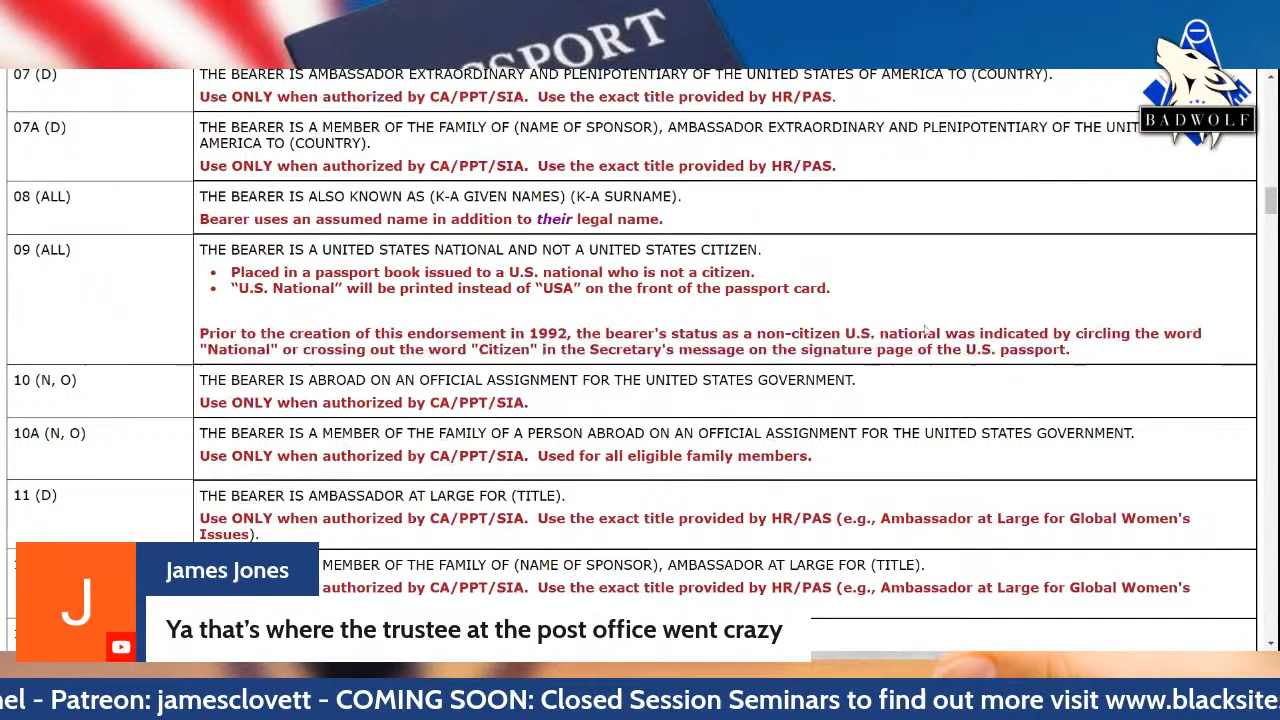 SSPORT
BADWOLF
07 (D)
THE BEARER IS AMBASSADOR EXTRAORDINARY AND PLENIPOTENTIARY OF THE UNITED STATES OF AMERICA TO (COUNTRY).
Use ONLY when authorized by CA/PPT/SIA. Use the exact title provided by HR/PAS.
07A (D)
THE BEARER IS A MEMBER OF THE FAMILY OF (NAME OF SPONSOR), AMBASSADOR EXTRAORDINARY AND PLENIPOTENTIARY OF THE UNIT
AMERICA TO (COUNTRY).
Use ONLY when authorized by CA/PPT/SIA. Use the exact title provided by HR/PAS.
08 (ALL)
THE BEARER IS ALSO KNOWN AS (K-A GIVEN NAMES) (K-A SURNAME).
Bearer uses an assumed name in addition to their legal name.
09 (ALL)
THE BEARER IS A UNITED STATES NATIONAL AND NOT A UNITED STATES CITIZEN.
• Placed in a passport book issued to a U.S. national who is not a citizen.
• “U.S. National” will be printed instead of “USA” on the front of the passport card.
Prior to the creation of this endorsement in 1992, the bearer's status as a non-citizen U.S. national was indicated by circling the word
"National" or crossing out the word "Citizen" in the Secretary's message on the signature page of the U.S. passport.
10 (N, O)
THE BEARER IS ABROAD ON AN OFFICIAL ASSIGNMENT FOR THE UNITED STATES GOVERNMENT.
Use ONLY when authorized by CA/PPT/SIA.
10A (N, O)
THE BEARER IS A MEMBER OF THE FAMILY OF A PERSON ABROAD ON AN OFFICIAL ASSIGNMENT FOR THE UNITED STATES GOVERNMENT.
Use ONLY when authorized by CA/PPT/SIA. Used for all eligible family members.
11 (D)
THE BEARER IS AMBASSADOR AT LARGE FOR (TITLE).
Use ONLY when authorized by CA/PPT/SIA. Use the exact title provided by HR/PAS (e.g., Ambassador at Large for Global Women's
Issues).
MEMBER OF THE FAMILY OF (NAME OF SPONSOR), AMBASSADOR AT LARGE FOR (TITLE).
authorized by CA/PPT/SIA. Use the exact title provided by HR/PAS (e.g., Ambassador at Large for Global Women's
J
James Jones
Ya that’s where the trustee at the post office went crazy
nel - Patreon: jamesclovett - COMING SOON: Closed Session Seminars to find out more visit www.blacksite.